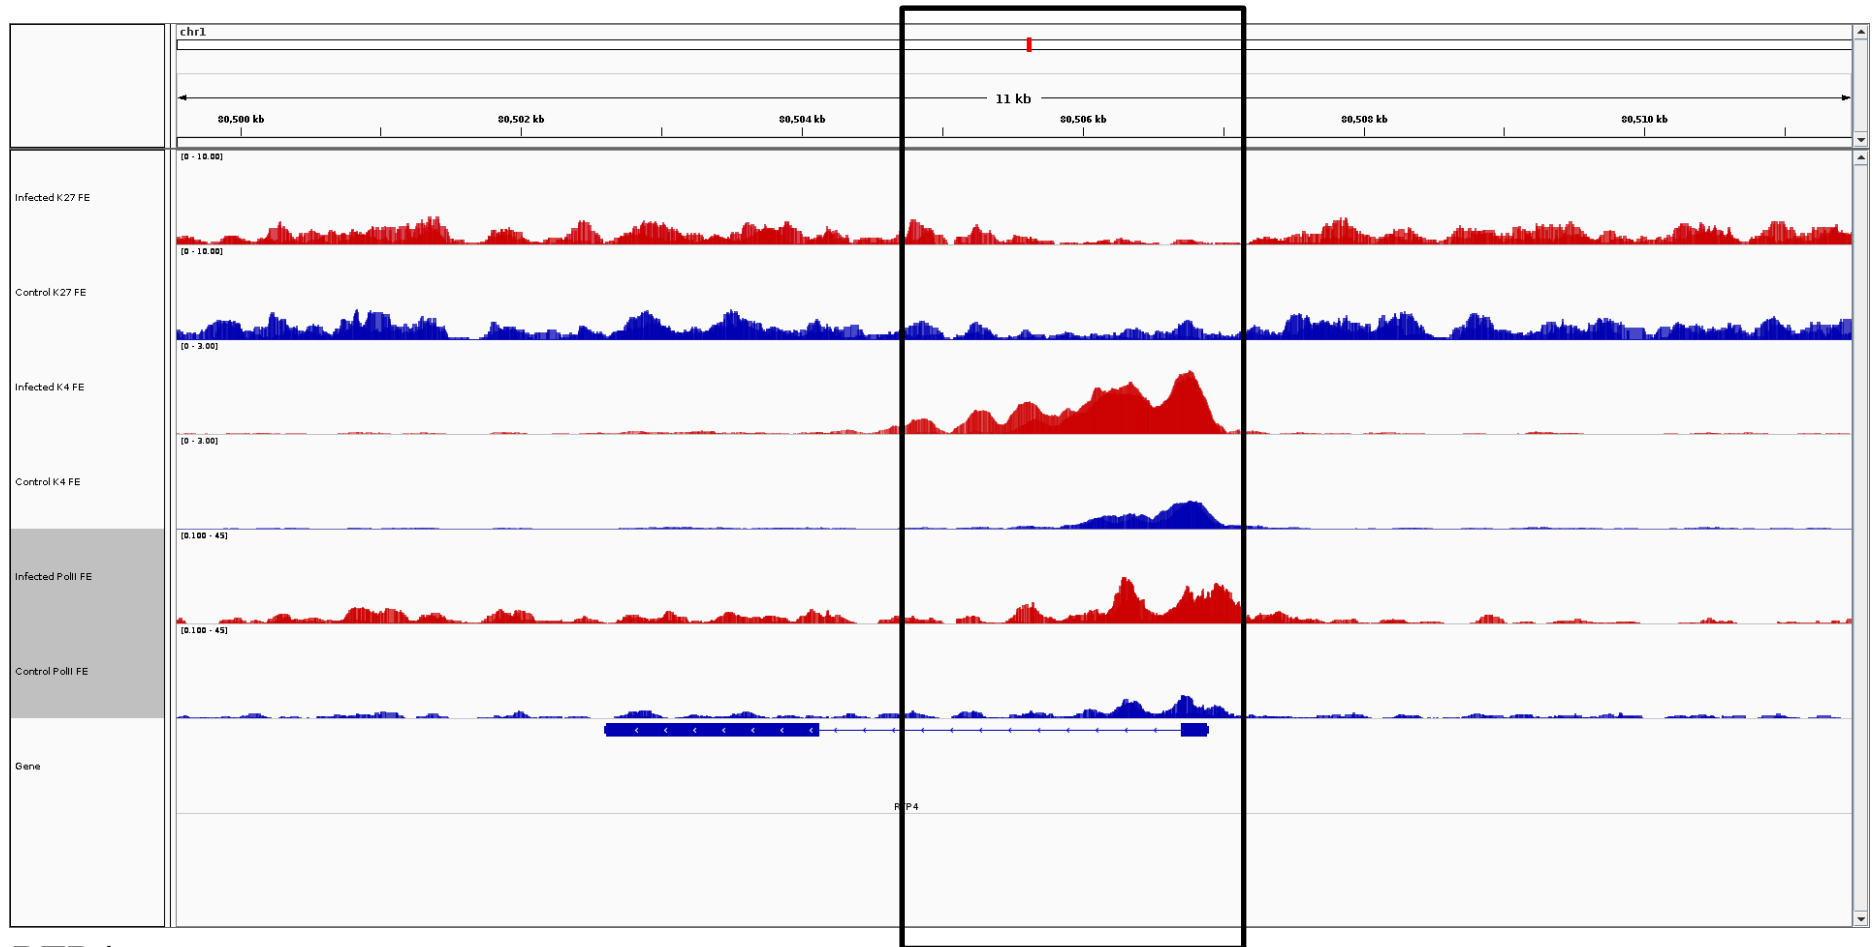 chr1
11 kb
80,500 kb 80,502 kb 80,504 kb 80,506 kb 80,508 kb 80,510 kb
[0 - 10.00]
Infected K27 FE
[0 - 10.00]
Control K27 FE
[0 - 3.00]
Infected K4 FE
[0 - 3.00]
Control K4 FE
[0.100 - 45]
Infected PolII FE
[0.100 - 45]
Control PolII FE
Gene